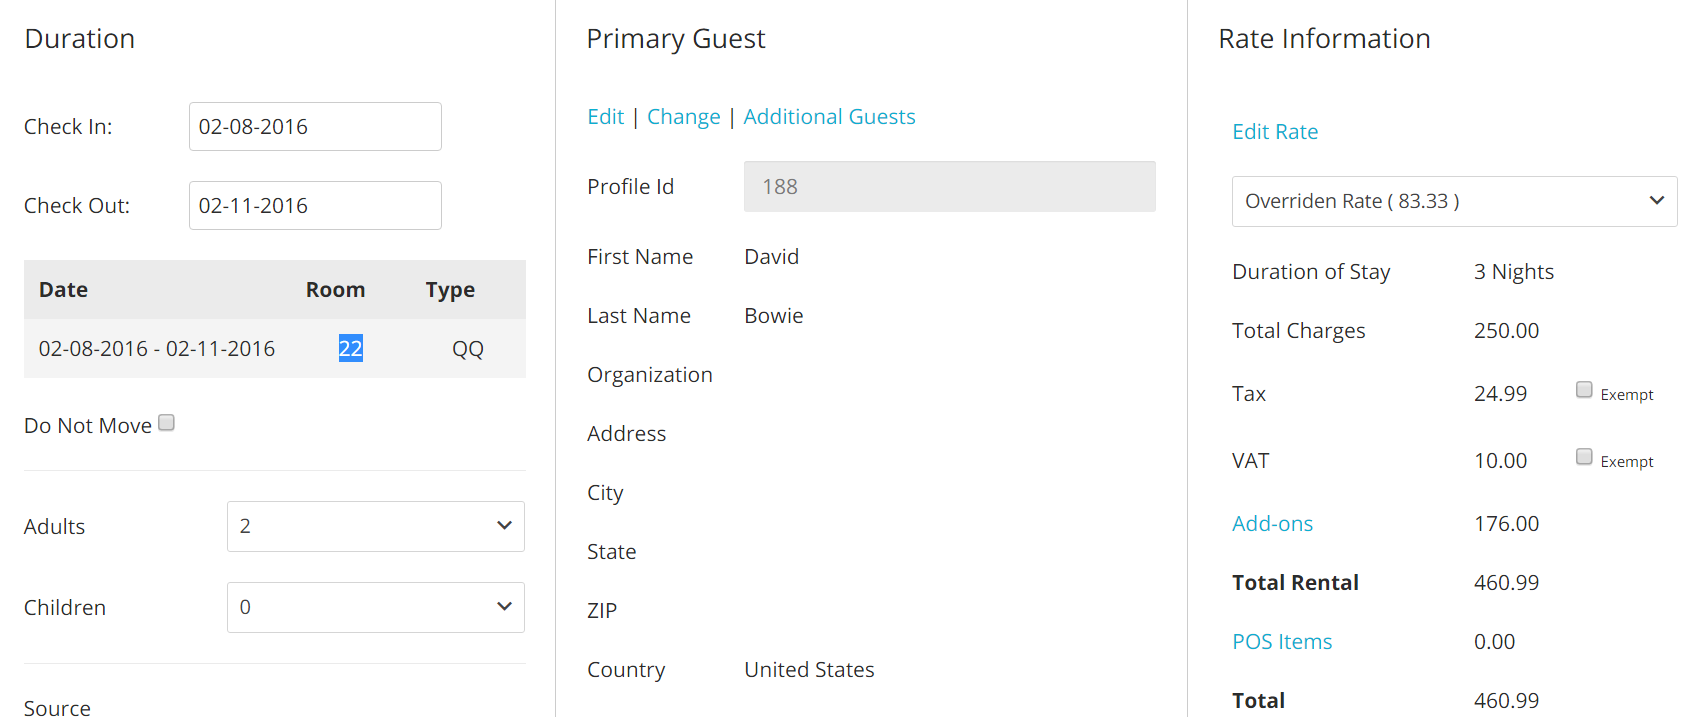 Duration
Check In: 02-08-2016
Check Out: 02-11-2016
Date Room Type
02-08-2016 - 02-11-2016 22 QQ
Do Not Move
Adults 2
Children 0
Source
Primary Guest
Edit | Change | Additional Guests
Profile Id 188
First Name David
Last Name Bowie
Organization
Address
City
State
ZIP
Country United States
Rate Information
Edit Rate
Overriden Rate ( 83.33 )
Duration of Stay 3 Nights
Total Charges 250.00
Tax 24.99 Exempt
VAT 10.00 Exempt
Add-ons 176.00
Total Rental 460.99
POS Items 0.00
Total 460.99